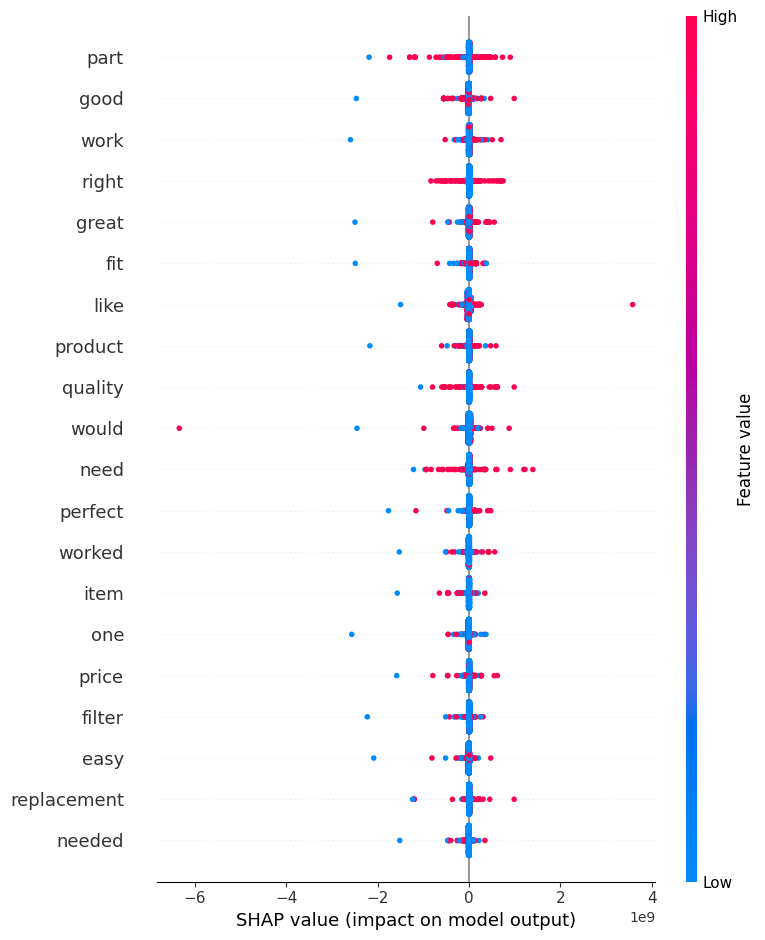 High
part
good
work
right
great
fit
like
product
quality
would
need
perfect
worked
item
one
price
filter
easy
replacement
needed
Feature value
Low
−6 −4 −2 0 2 4
1e9
SHAP value (impact on model output)